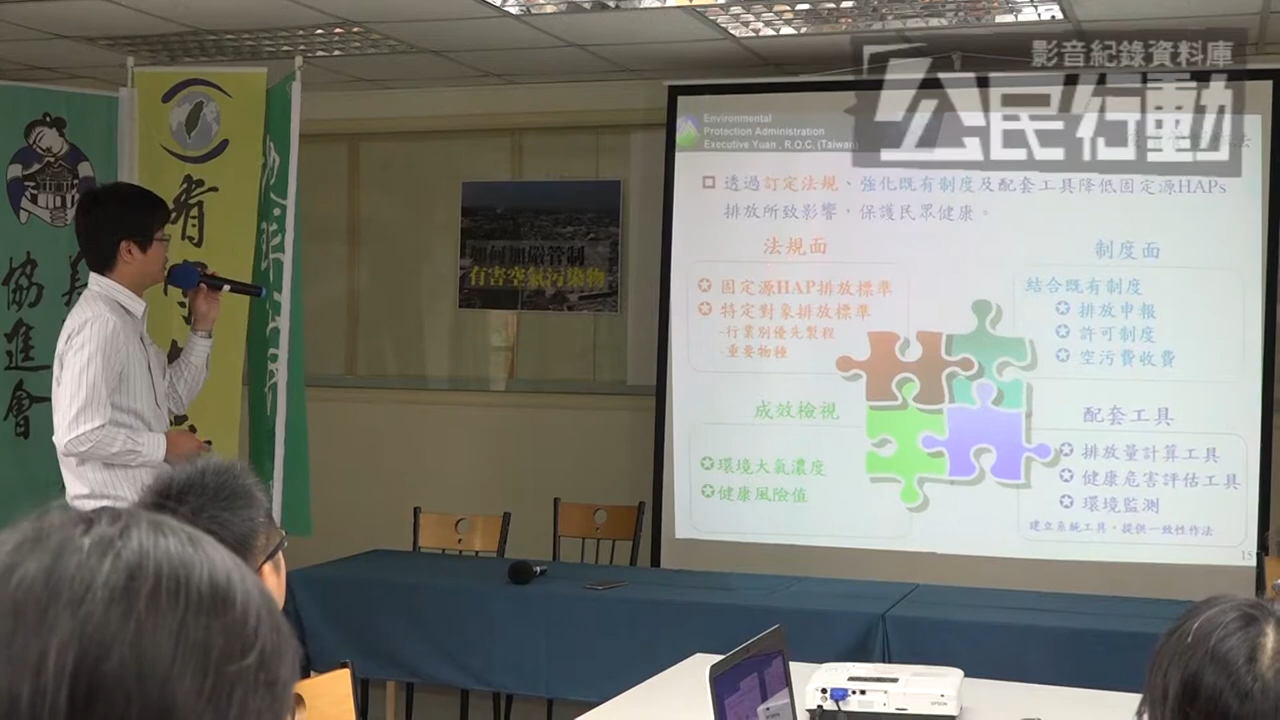 影音紀錄資料庫
公民行動
Environmental
Protection Administration
Executive Yuan , R.O.C. (Taiwan)
透過訂定法規、強化既有制度及配套工具降低固定源HAPs
排放所致影響，保護民眾健康。
法規面
固定源HAP排放標準
特定對象排放標準
-行業別優先製程
-重要物種
制度面
結合既有制度
排放申報
許可制度
空污費收費
成效檢視
環境大氣濃度
健康風險值
配套工具
排放量計算工具
健康危害評估工具
環境監測
建立系統工具，提供一致性作法
15
如何加嚴管制
有害空氣污染物
協進會
看守
地球公民
EPSON